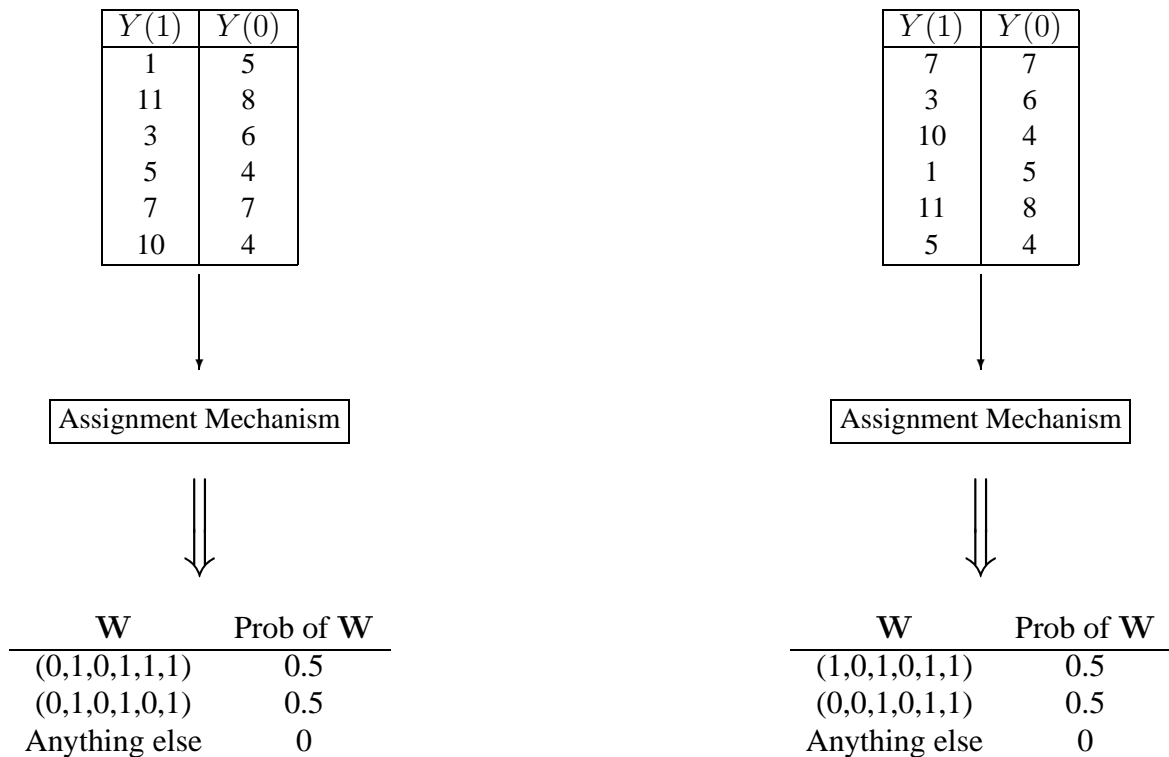 Y(1) Y(0)
1 5
11 8
3 6
5 4
7 7
10 4
Assignment Mechanism
W Prob of W
(0,1,0,1,1,1) 0.5
(0,1,0,1,0,1) 0.5
Anything else 0
Y(1) Y(0)
7 7
3 6
10 4
1 5
11 8
5 4
Assignment Mechanism
W Prob of W
(1,0,1,0,1,1) 0.5
(0,0,1,0,1,1) 0.5
Anything else 0